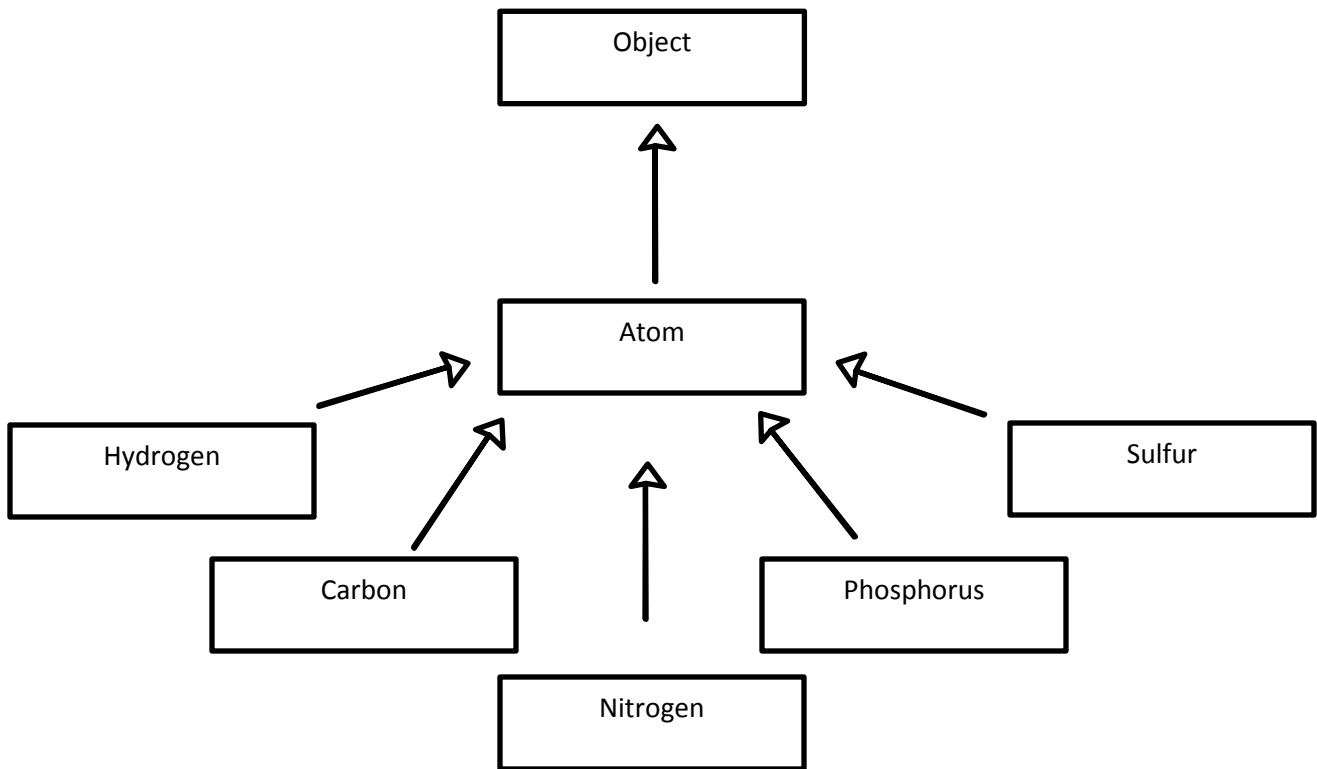 Object
Atom
Hydrogen
Sulfur
Carbon
Phosphorus
Nitrogen